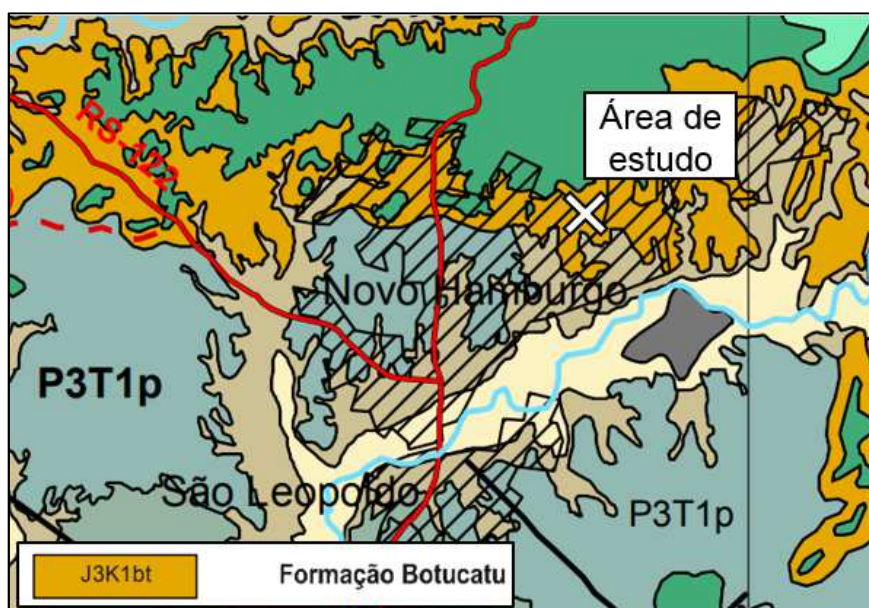 RS-122
Área de
estudo
Novo Hamburgo
P3T1p
São Leopoldo
P3T1p
J3K1bt
Formação Botucatu